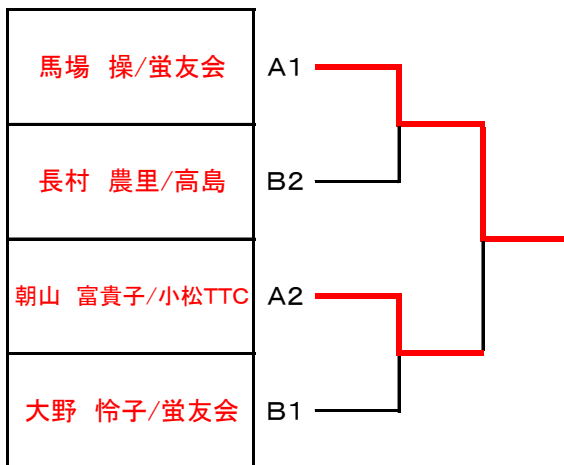 馬場　操/蛍友会 A1
長村　農里/高島 B2
朝山　富貴子/小松TTC A2
大野　怜子/蛍友会 B1